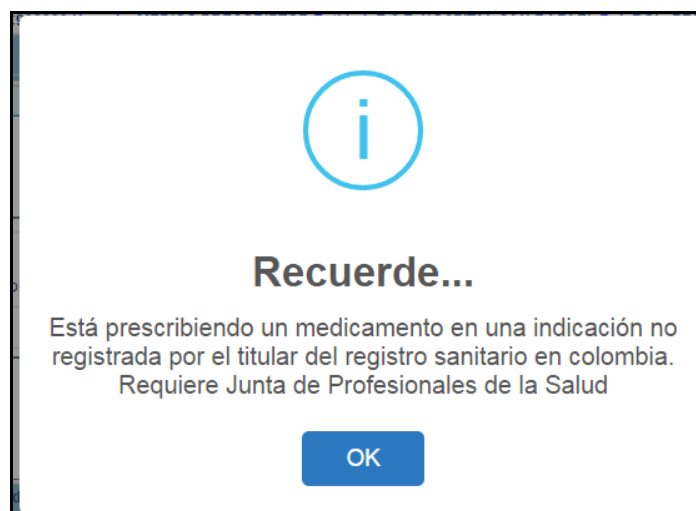 i
Recuerde...
Está prescribiendo un medicamento en una indicación no
registrada por el titular del registro sanitario en colombia.
Requiere Junta de Profesionales de la Salud
OK